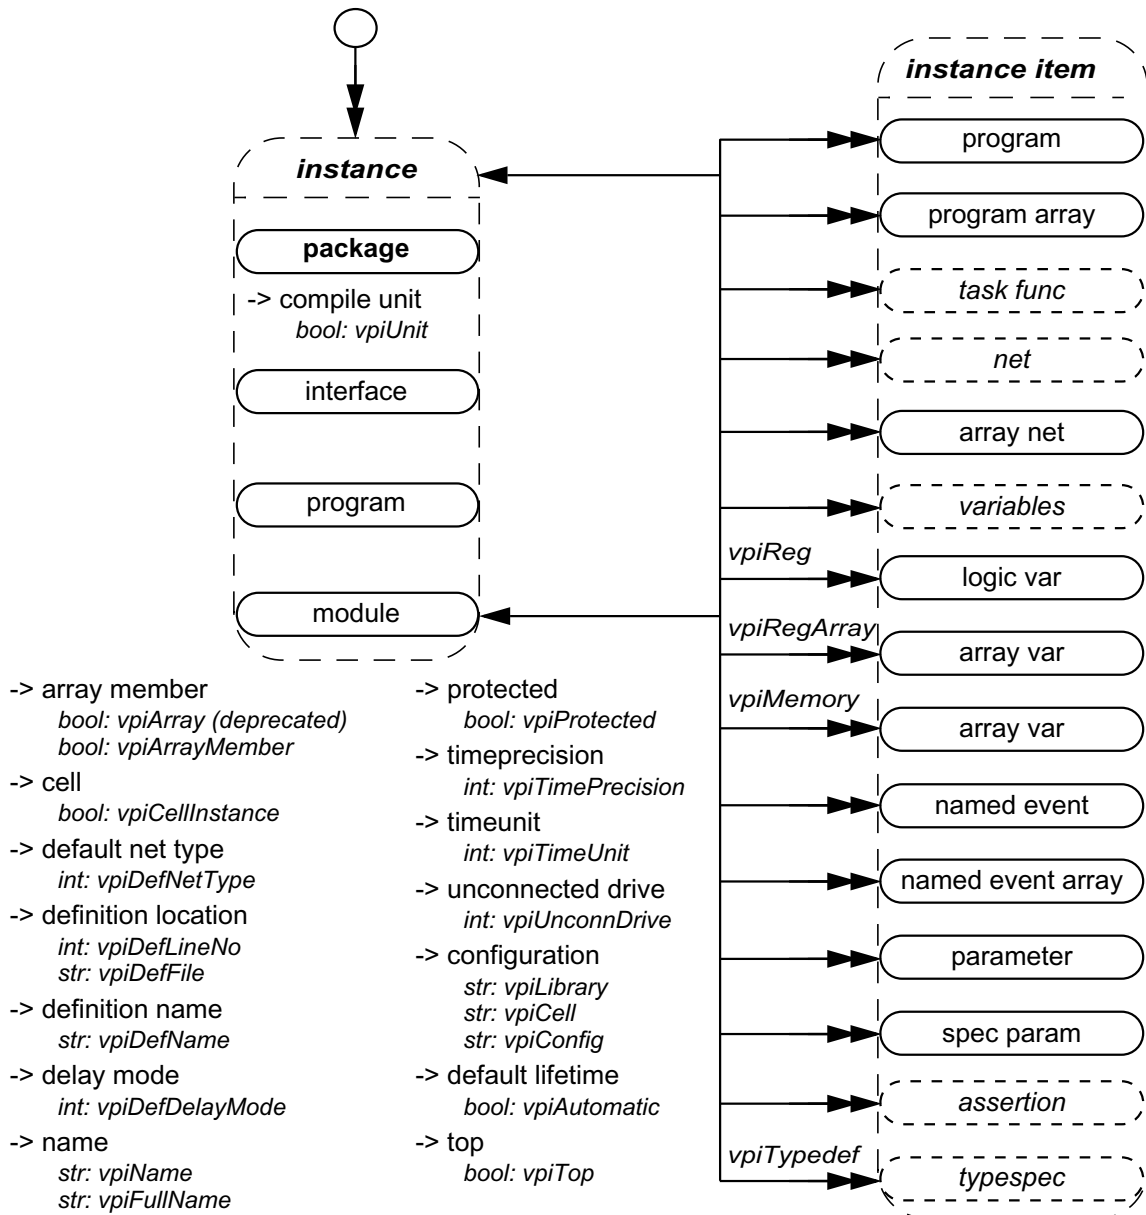 instance
package
-> compile unit
bool: vpiUnit
interface
program
module
-> array member
bool: vpiArray (deprecated)
bool: vpiArrayMember
-> cell
bool: vpiCellInstance
-> default net type
int: vpiDefNetType
-> definition location
int: vpiDefLineNo
str: vpiDefFile
-> definition name
str: vpiDefName
-> delay mode
int: vpiDefDelayMode
-> name
str: vpiName
str: vpiFullName
-> protected
bool: vpiProtected
-> timeprecision
int: vpiTimePrecision
-> timeunit
int: vpiTimeUnit
-> unconnected drive
int: vpiUnconnDrive
-> configuration
str: vpiLibrary
str: vpiCell
str: vpiConfig
-> default lifetime
bool: vpiAutomatic
-> top
bool: vpiTop
instance item
program
program array
task func
net
array net
variables
vpiReg
logic var
vpiRegArray
array var
vpiMemory
array var
named event
named event array
parameter
spec param
assertion
vpiTypedef
typespec